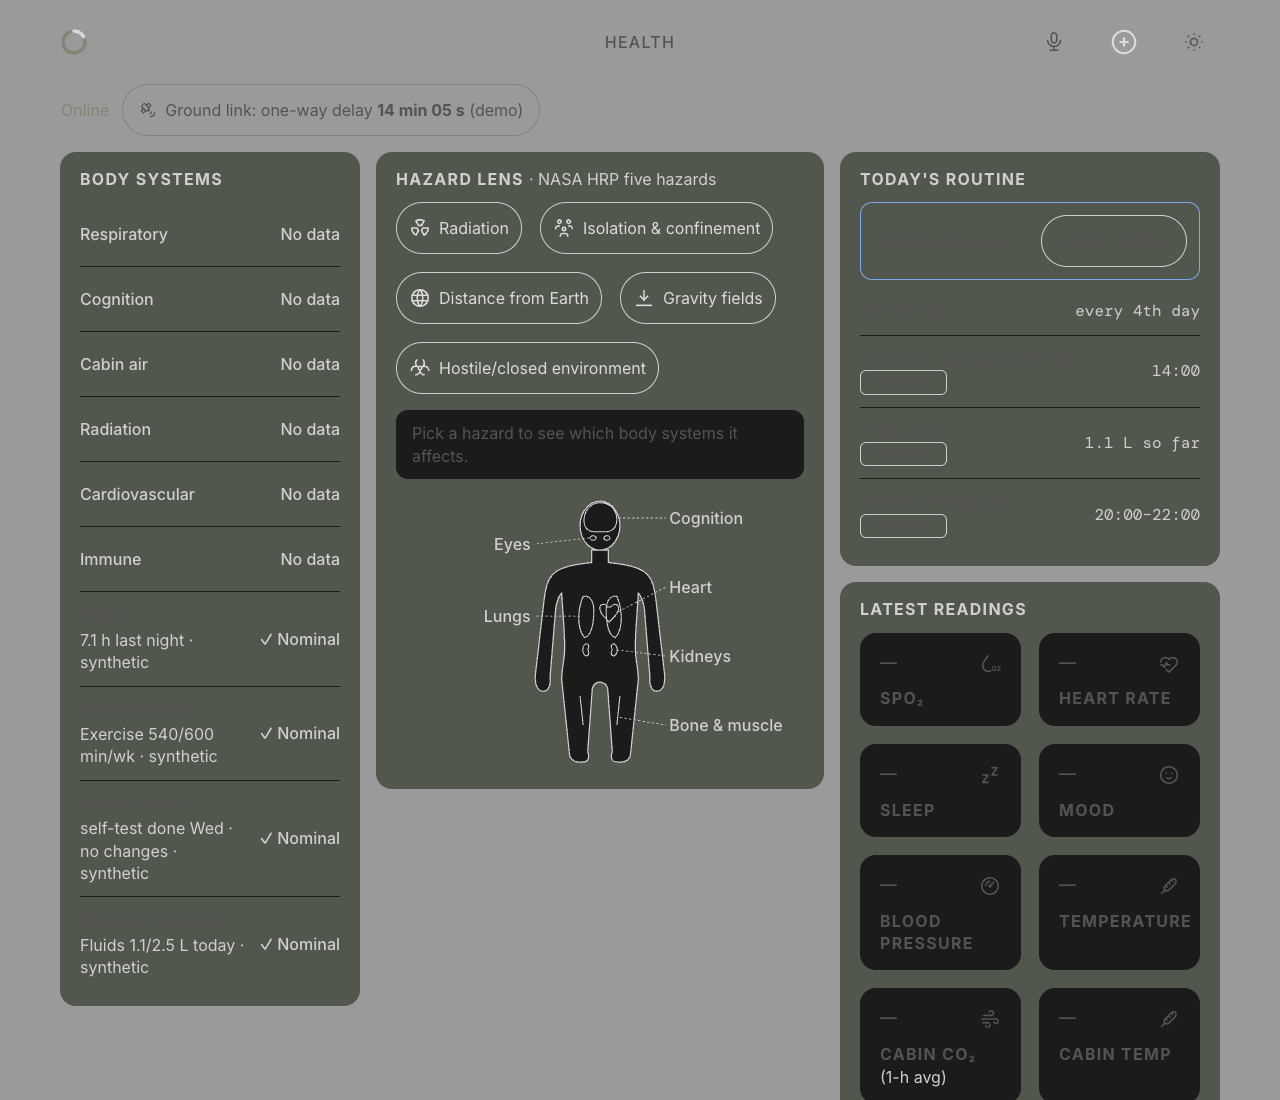 HEALTH
Online
Ground link: one-way delay 14 min 05 s (demo)
BODY SYSTEMS
Respiratory No data
Cognition No data
Cabin air No data
Radiation No data
Cardiovascular No data
Immune No data
7.1 h last night ·
synthetic
✓ Nominal
Exercise 540/600
min/wk · synthetic
✓ Nominal
self-test done Wed ·
no changes ·
synthetic
✓ Nominal
Fluids 1.1/2.5 L today ·
synthetic
✓ Nominal
HAZARD LENS · NASA HRP five hazards
Radiation
Isolation & confinement
Distance from Earth
Gravity fields
Hostile/closed environment
Pick a hazard to see which body systems it
affects.
Cognition
Eyes
Heart
Lungs
Kidneys
Bone & muscle
TODAY'S ROUTINE
every 4th day
14:00
1.1 L so far
20:00–22:00
LATEST READINGS
—
O2
SPO₂
—
HEART RATE
—
zZ
SLEEP
—
MOOD
—
BLOOD
PRESSURE
—
TEMPERATURE
—
CABIN CO₂
(1-h avg)
—
CABIN TEMP